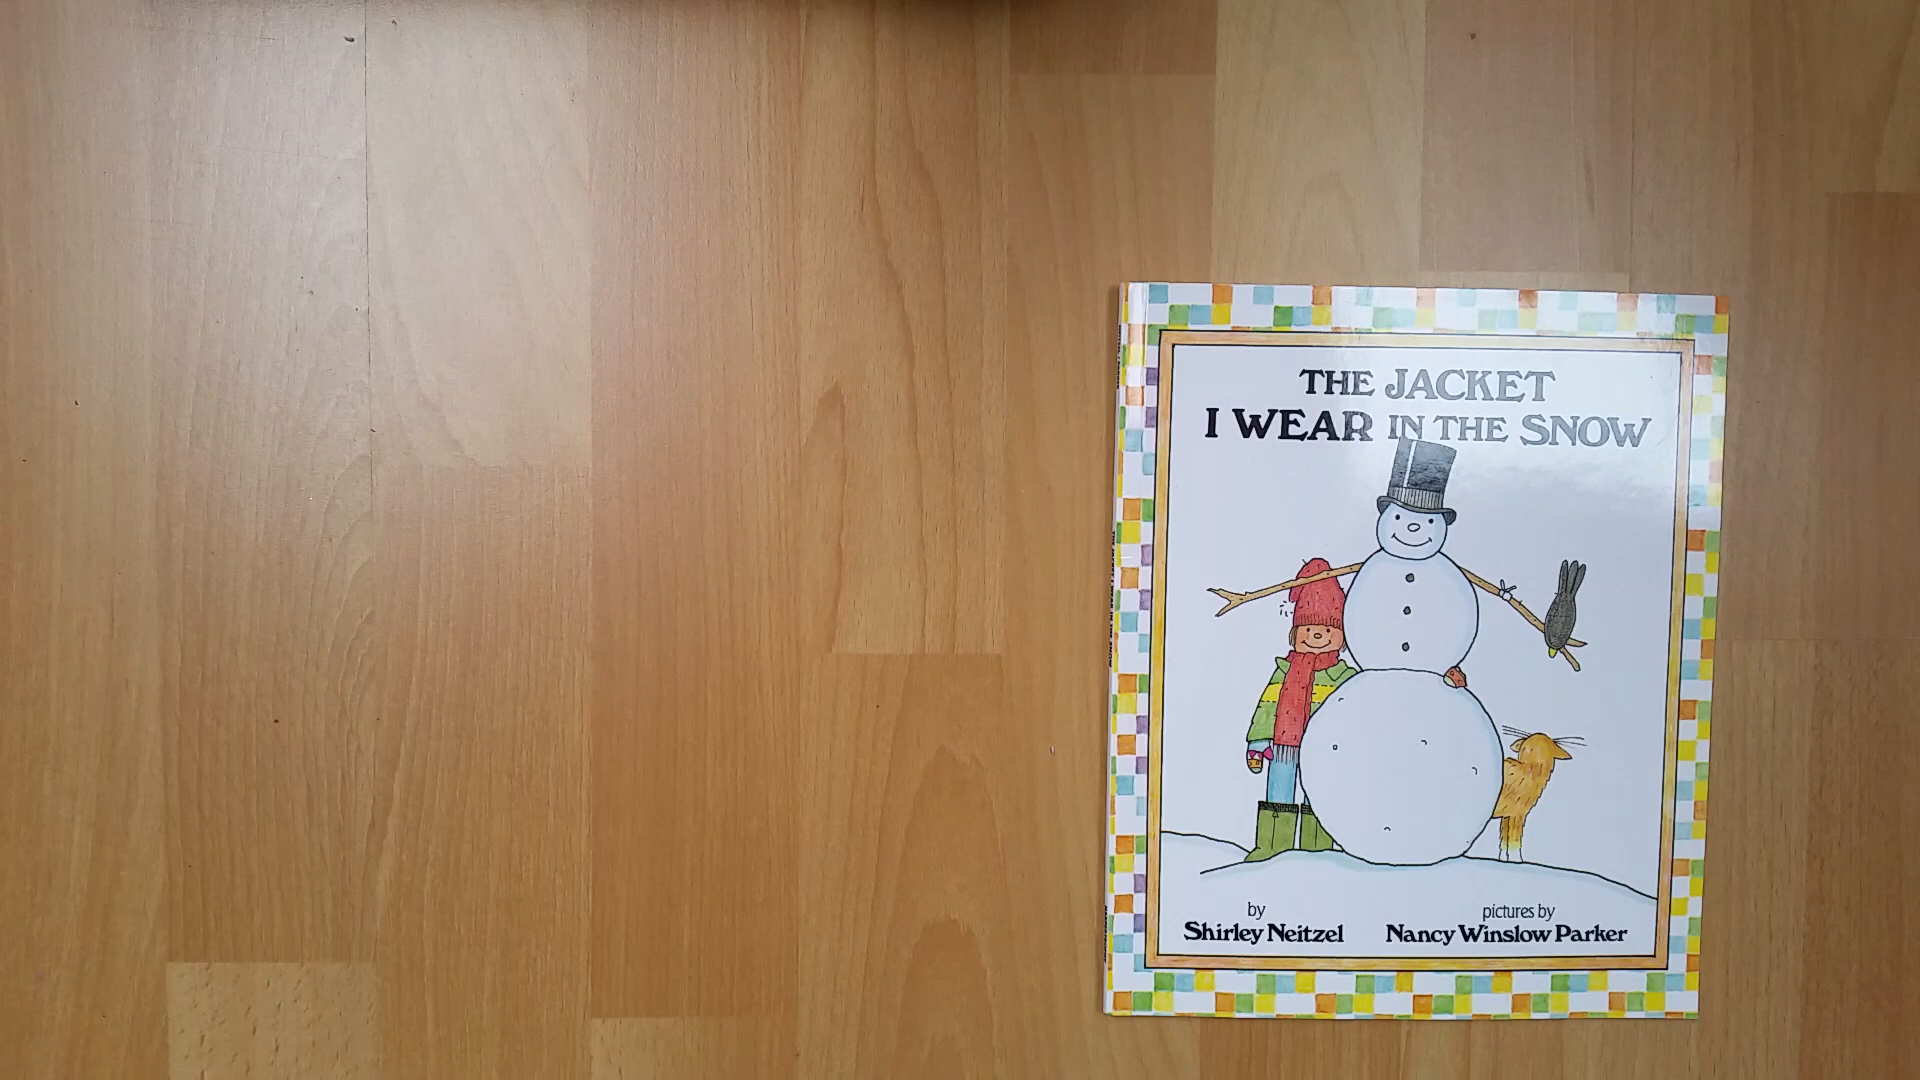 THE JACKET
I WEAR IN THE SNOW
by
Shirley Neitzel
pictures by
Nancy Winslow Parker